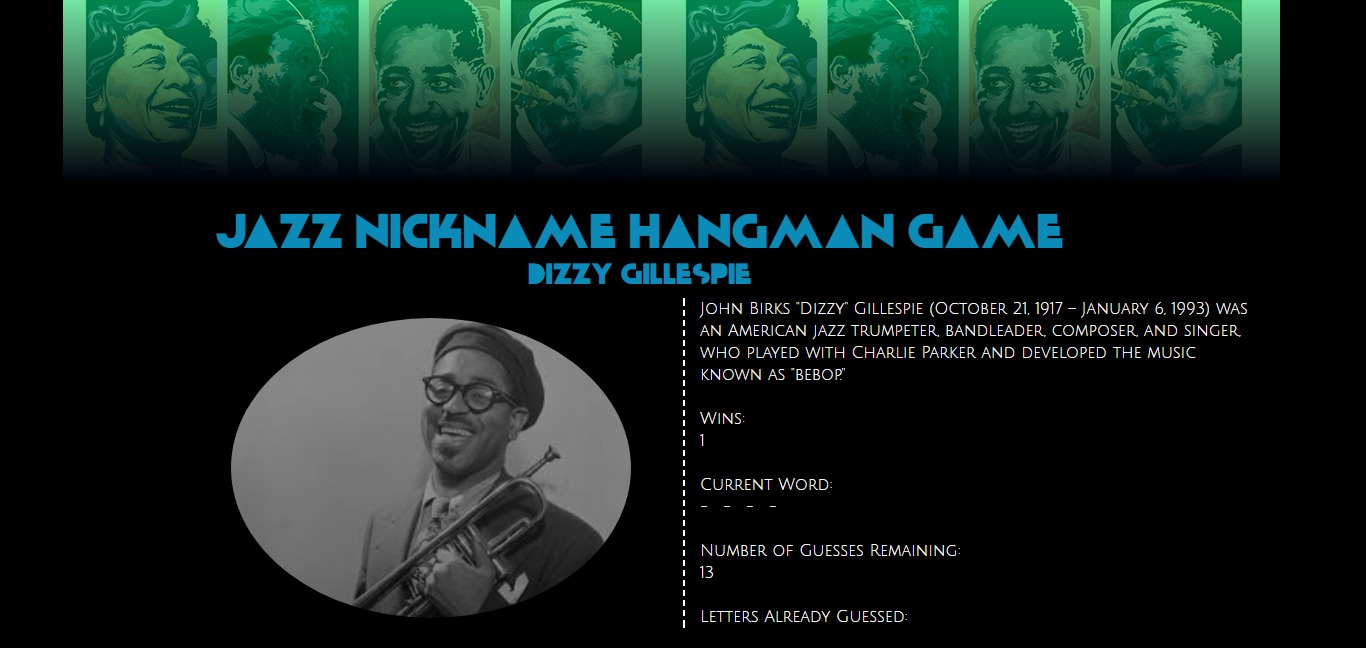 JAZZ NICKNAME HANGMAN GAME
DIZZY GILLESPIE
John Birks "Dizzy" Gillespie (October 21, 1917 – January 6, 1993) was
an American jazz trumpeter, bandleader, composer, and singer,
who played with Charlie Parker and developed the music
known as "bebop."
Wins:
1
Current Word:
- - - -
Number of Guesses Remaining:
13
Letters Already Guessed: